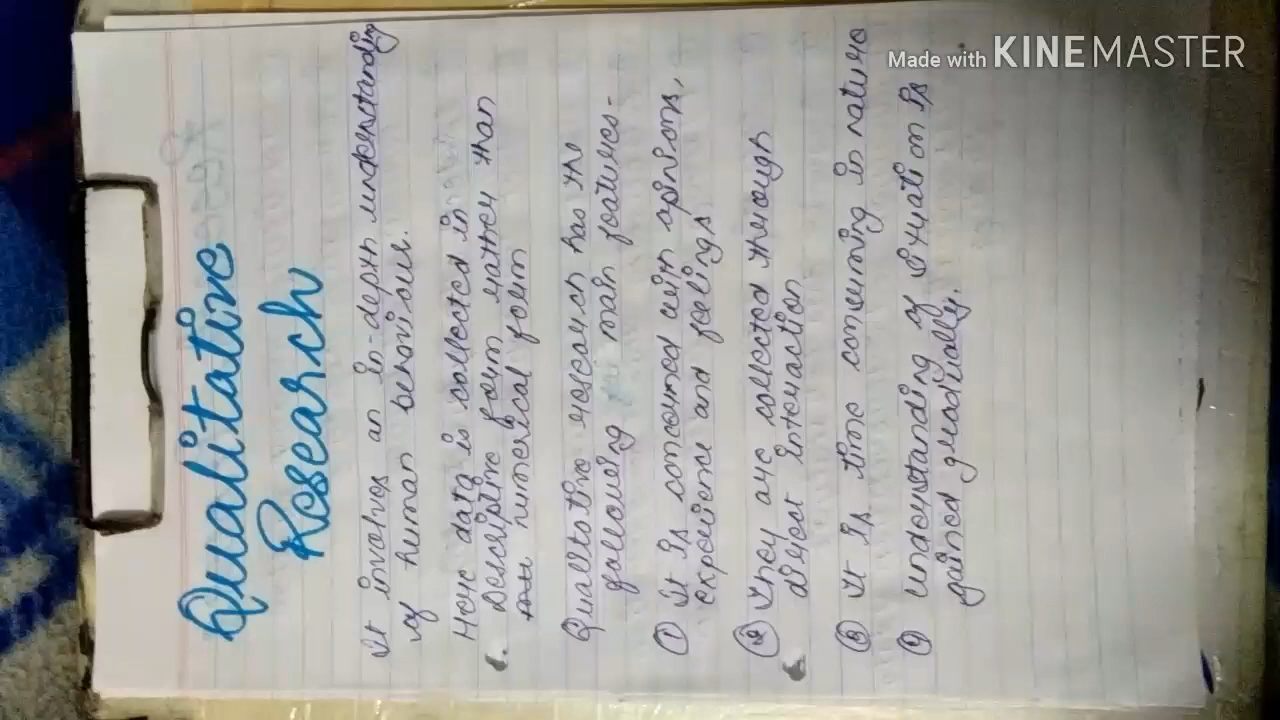 Qualitative
Research
It involves an in-depth understanding
of human behaviour.
Here data is collected in
Descriptive form rather than
numerical form
Qualitative research has the
following main features-
① It is concerned with opinions,
experience and feelings
② They are collected through
direct interaction
③ It is time consuming in nature
④ Understanding of situation is
gained greadually.
Made with KINEMASTER